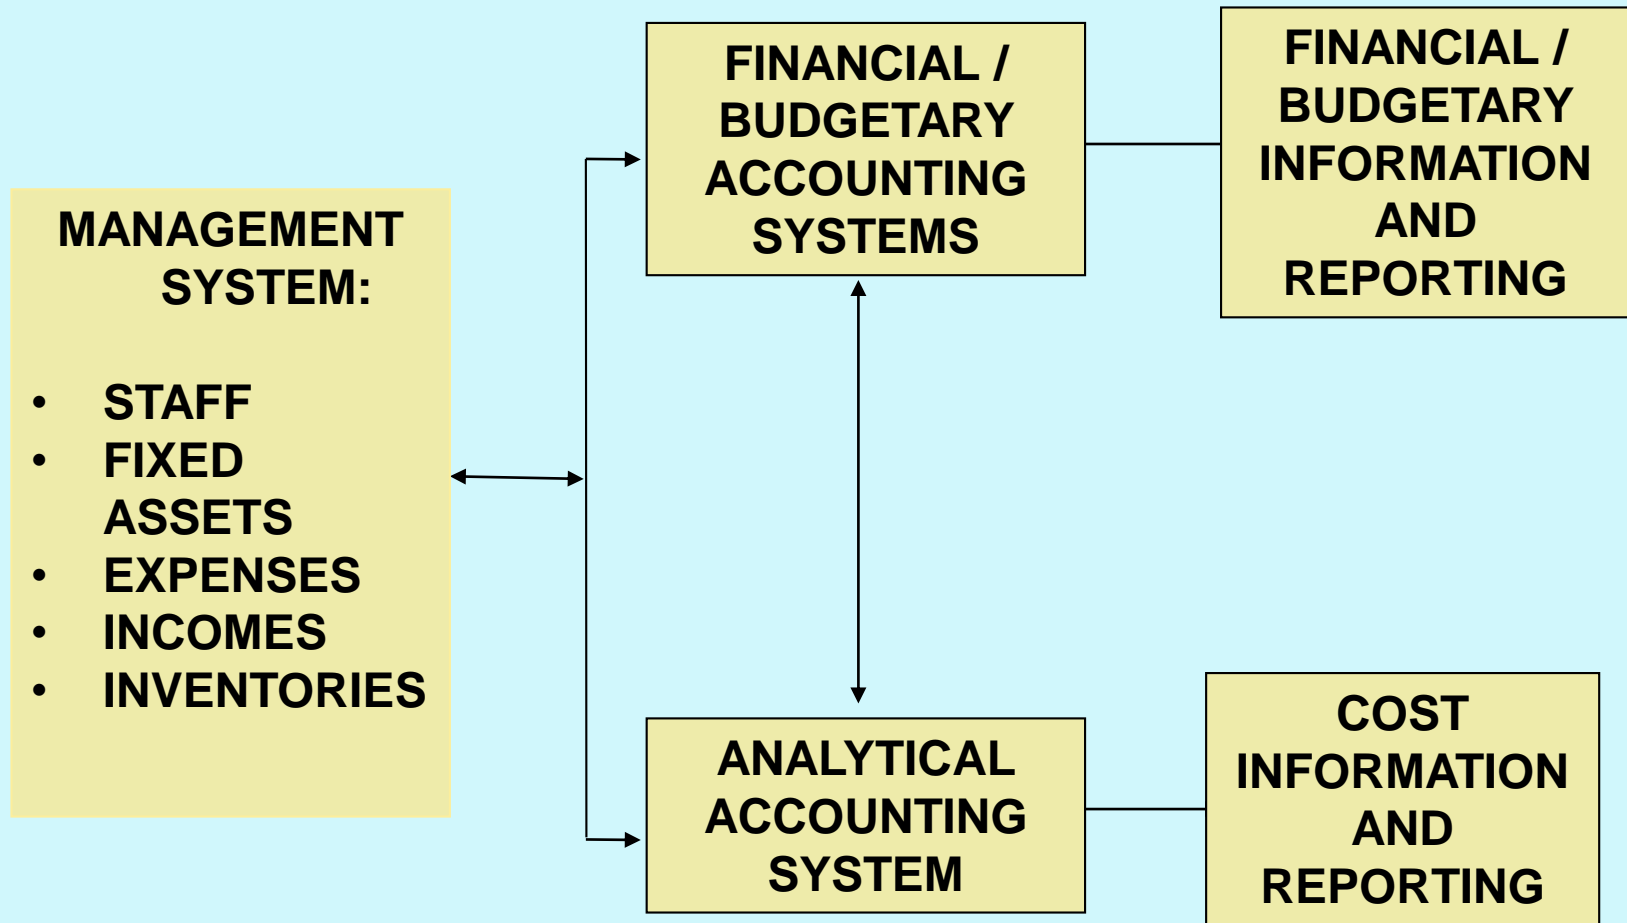 MANAGEMENT
SYSTEM:
• STAFF
• FIXED
ASSETS
• EXPENSES
• INCOMES
• INVENTORIES
FINANCIAL /
BUDGETARY
ACCOUNTING
SYSTEMS
FINANCIAL /
BUDGETARY
INFORMATION
AND
REPORTING
ANALYTICAL
ACCOUNTING
SYSTEM
COST
INFORMATION
AND
REPORTING